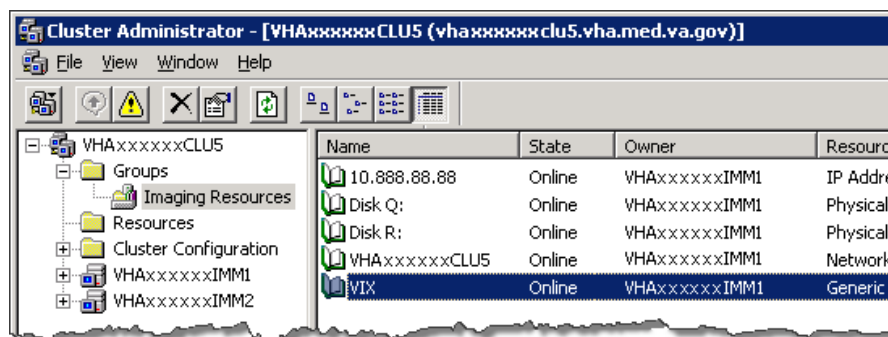 Cluster Administrator - [VHAxxxxxxCLU5 (vhaxxxxxxclu5.vha.med.va.gov)]
File View Window Help
VHAxxxxxxCLU5
Groups
Imaging Resources
Resources
Cluster Configuration
VHAxxxxxxIMM1
VHAxxxxxxIMM2
Name State Owner Resourc
10.888.88.88 Online VHAxxxxxxIMM1 IP Addre
Disk Q: Online VHAxxxxxxIMM1 Physical
Disk R: Online VHAxxxxxxIMM1 Physical
VHAxxxxxxCLU5 Online VHAxxxxxxIMM1 Network
VIX Online VHAxxxxxxIMM1 Generic